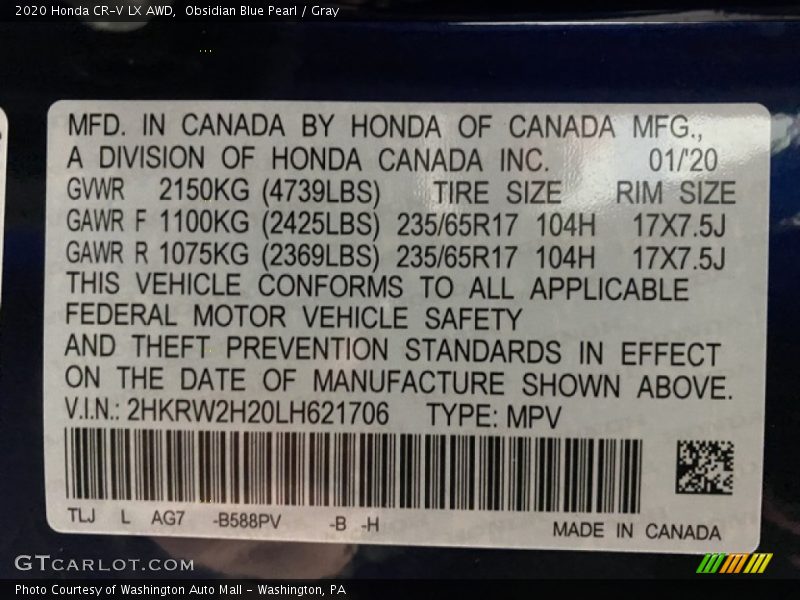 2020 Honda CR-V LX AWD,  Obsidian Blue Pearl / Gray
MFD. IN CANADA BY HONDA OF CANADA MFG.,
A DIVISION OF HONDA CANADA INC. 01/'20
GVWR 2150KG (4739LBS) TIRE SIZE RIM SIZE
GAWR F 1100KG (2425LBS) 235/65R17 104H 17X7.5J
GAWR R 1075KG (2369LBS) 235/65R17 104H 17X7.5J
THIS VEHICLE CONFORMS TO ALL APPLICABLE
FEDERAL MOTOR VEHICLE SAFETY
AND THEFT PREVENTION STANDARDS IN EFFECT
ON THE DATE OF MANUFACTURE SHOWN ABOVE.
V.I.N.: 2HKRW2H20LH621706 TYPE: MPV
TLJ L AG7 -B588PV -B -H
MADE IN CANADA
GTCARLOT.COM
Photo Courtesy of Washington Auto Mall - Washington, PA